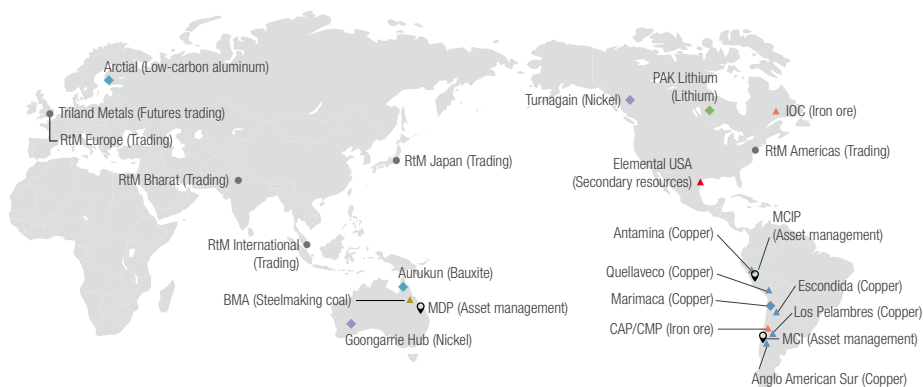 Arctial (Low-carbon aluminum)
Triland Metals (Futures trading)
RtM Europe (Trading)
RtM Bharat (Trading)
RtM Japan (Trading)
RtM International
(Trading)
Aurukun (Bauxite)
BMA (Steelmaking coal)
MDP (Asset management)
Goongarrie Hub (Nickel)
PAK Lithium
(Lithium)
Turnagain (Nickel)
IOC (Iron ore)
RtM Americas (Trading)
Elemental USA
(Secondary resources)
MCIP
(Asset management)
Antamina (Copper)
Quellaveco (Copper)
Escondida (Copper)
Marimaca (Copper)
Los Pelambres (Copper)
CAP/CMP (Iron ore)
MCI (Asset management)
Anglo American Sur (Copper)